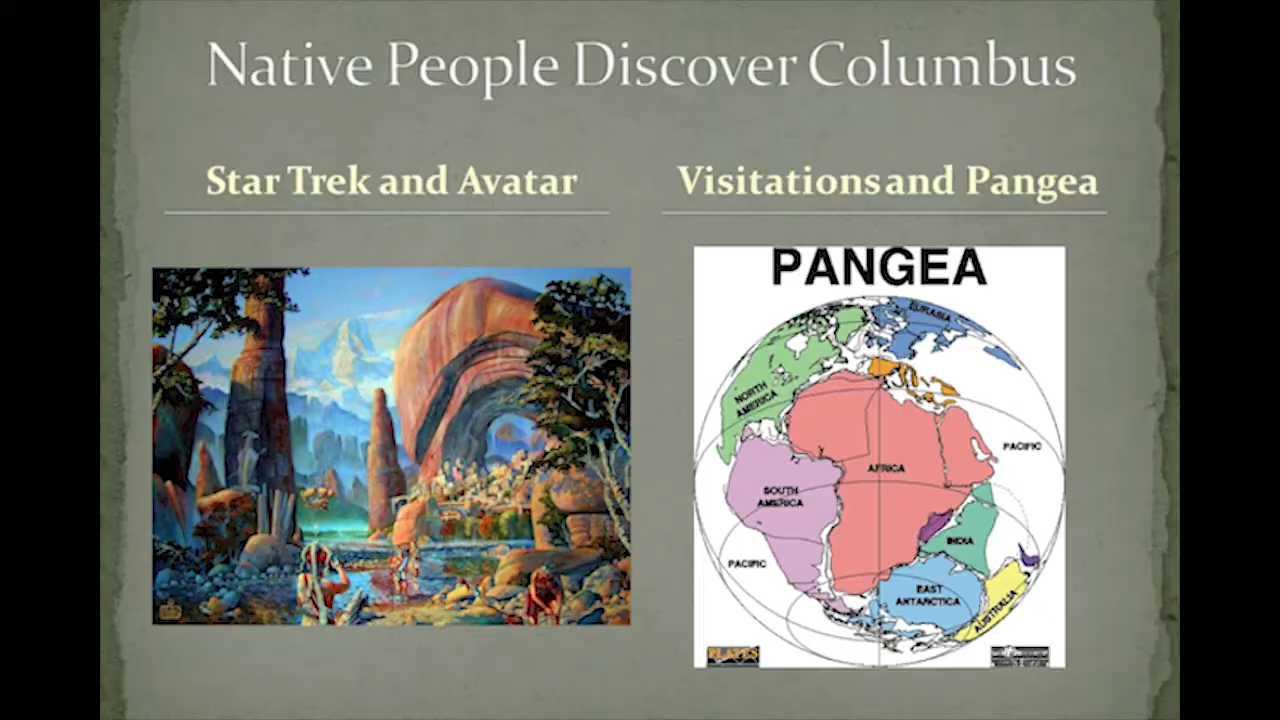 Native People Discover Columbus
Star Trek and Avatar
Visitations and Pangea
PANGEA
EURASIA
NORTH
AMERICA
PACIFIC
AFRICA
SOUTH
AMERICA
INDIA
PACIFIC
EAST
ANTARCTICA
AUSTRALIA
PLATES